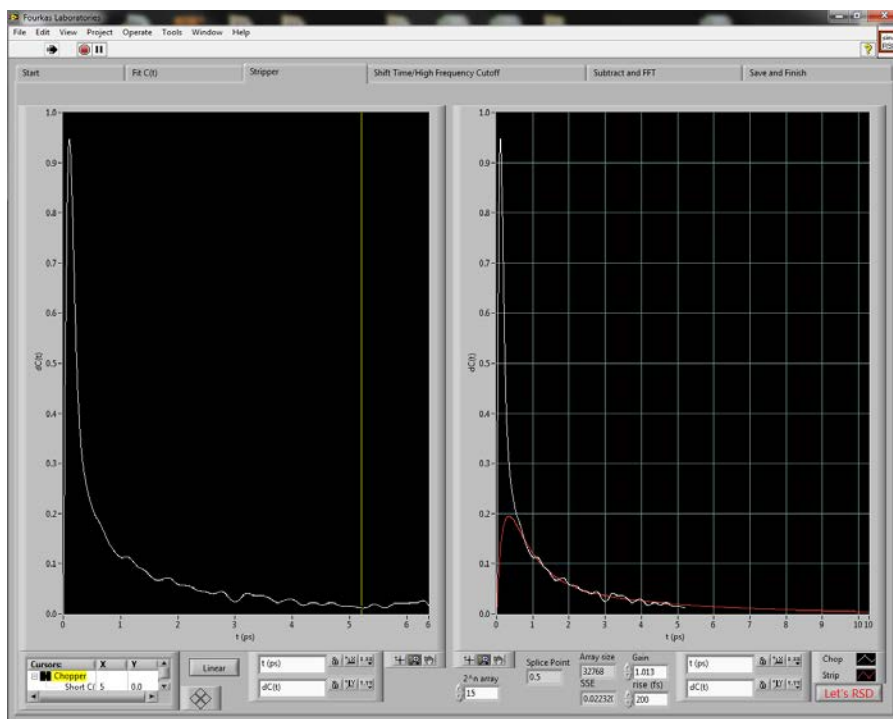 Fourkas Laboratories
File Edit View Project Operate Tools Window Help
Start Fit C(t) Stripper Shift Time/High Frequency Cutoff Subtract and FFT Save and Finish
1.0 1.0
0.9 0.9
0.8 0.8
0.7 0.7
0.6 0.6
dC(t) dC(t)
0.5 0.5
0.4 0.4
0.3 0.3
0.2 0.2
0.1 0.1
0.0 0.0
0 1 2 3 4 5 6 6 0 1 2 3 4 5 6 7 8 9 10 10
t (ps) t (ps)
Cursors: X Y
Chopper
Short C( 5 0.0
Linear
t (ps)
dC(t)
2^n array
15
Splice Point
0.5
Array size
32768
SSE
0.022320
Gain
1.013
rise (fs)
200
t (ps)
dC(t)
Chop
Strip
Let's RSD